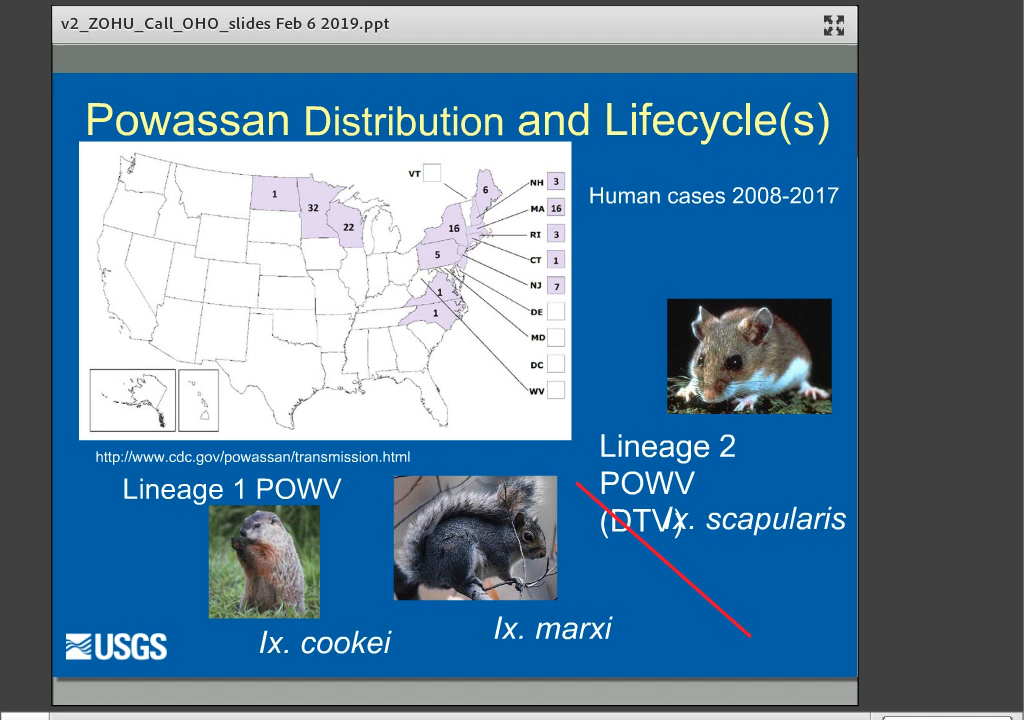 v2_ZOHU_Call_OHO_slides Feb 6 2019.ppt
Powassan Distribution and Lifecycle(s)
Human cases 2008-2017
1
32
22
6
16
5
1
1
VT
NH 3
MA 16
RI 3
CT 1
NJ 7
DE
MD
DC
WV
http://www.cdc.gov/powassan/transmission.html
Lineage 1 POWV
Lineage 2
POWV
(DTV)
Ix. scapularis
Ix. marxi
Ix. cookei
USGS